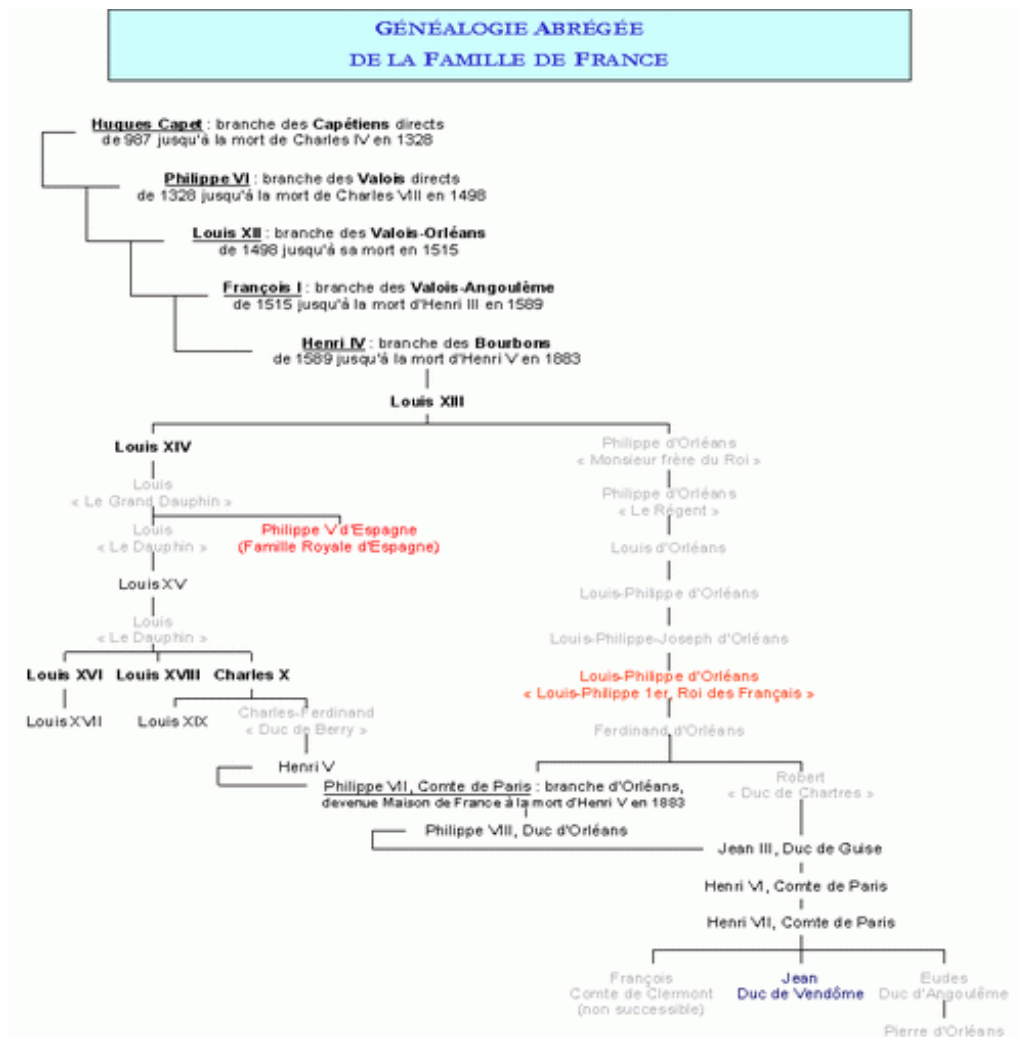 GÉNÉALOGIE ABRÉGÉE
DE LA FAMILLE DE FRANCE
Hugues Capet : branche des Capétiens directs
de 987 jusqu'à la mort de Charles IV en 1328
Philippe VI : branche des Valois directs
de 1328 jusqu'à la mort de Charles VIII en 1498
Louis XII : branche des Valois-Orléans
de 1498 jusqu'à sa mort en 1515
François I : branche des Valois-Angoulême
de 1515 jusqu'à la mort d'Henri III en 1589
Henri IV : branche des Bourbons
de 1589 jusqu'à la mort d'Henri V en 1883
Louis XIII
Louis XIV
Philippe d'Orléans
« Monsieur frère du Roi »
Louis
« Le Grand Dauphin »
Philippe d'Orléans
« Le Régent »
Louis
« Le Dauphin »
Philippe V d'Espagne
(Famille Royale d'Espagne)
Louis d'Orléans
Louis XV
Louis-Philippe d'Orléans
Louis
« Le Dauphin »
Louis-Philippe-Joseph d'Orléans
Louis XVI Louis XVIII Charles X
Louis-Philippe d'Orléans
« Louis-Philippe 1er, Roi des Français »
Louis XVII
Louis XIX
Charles-Ferdinand
« Duc de Berry »
Ferdinand d'Orléans
Henri V
Philippe VII, Comte de Paris : branche d'Orléans,
devenue Maison de France à la mort d'Henri V en 1883
Robert
« Duc de Chartres »
Philippe VIII, Duc d'Orléans
Jean III, Duc de Guise
Henri VI, Comte de Paris
Henri VII, Comte de Paris
François
Comte de Clermont
(non successible)
Jean
Duc de Vendôme
Eudes
Duc d'Angoulême
Pierre d'Orléans